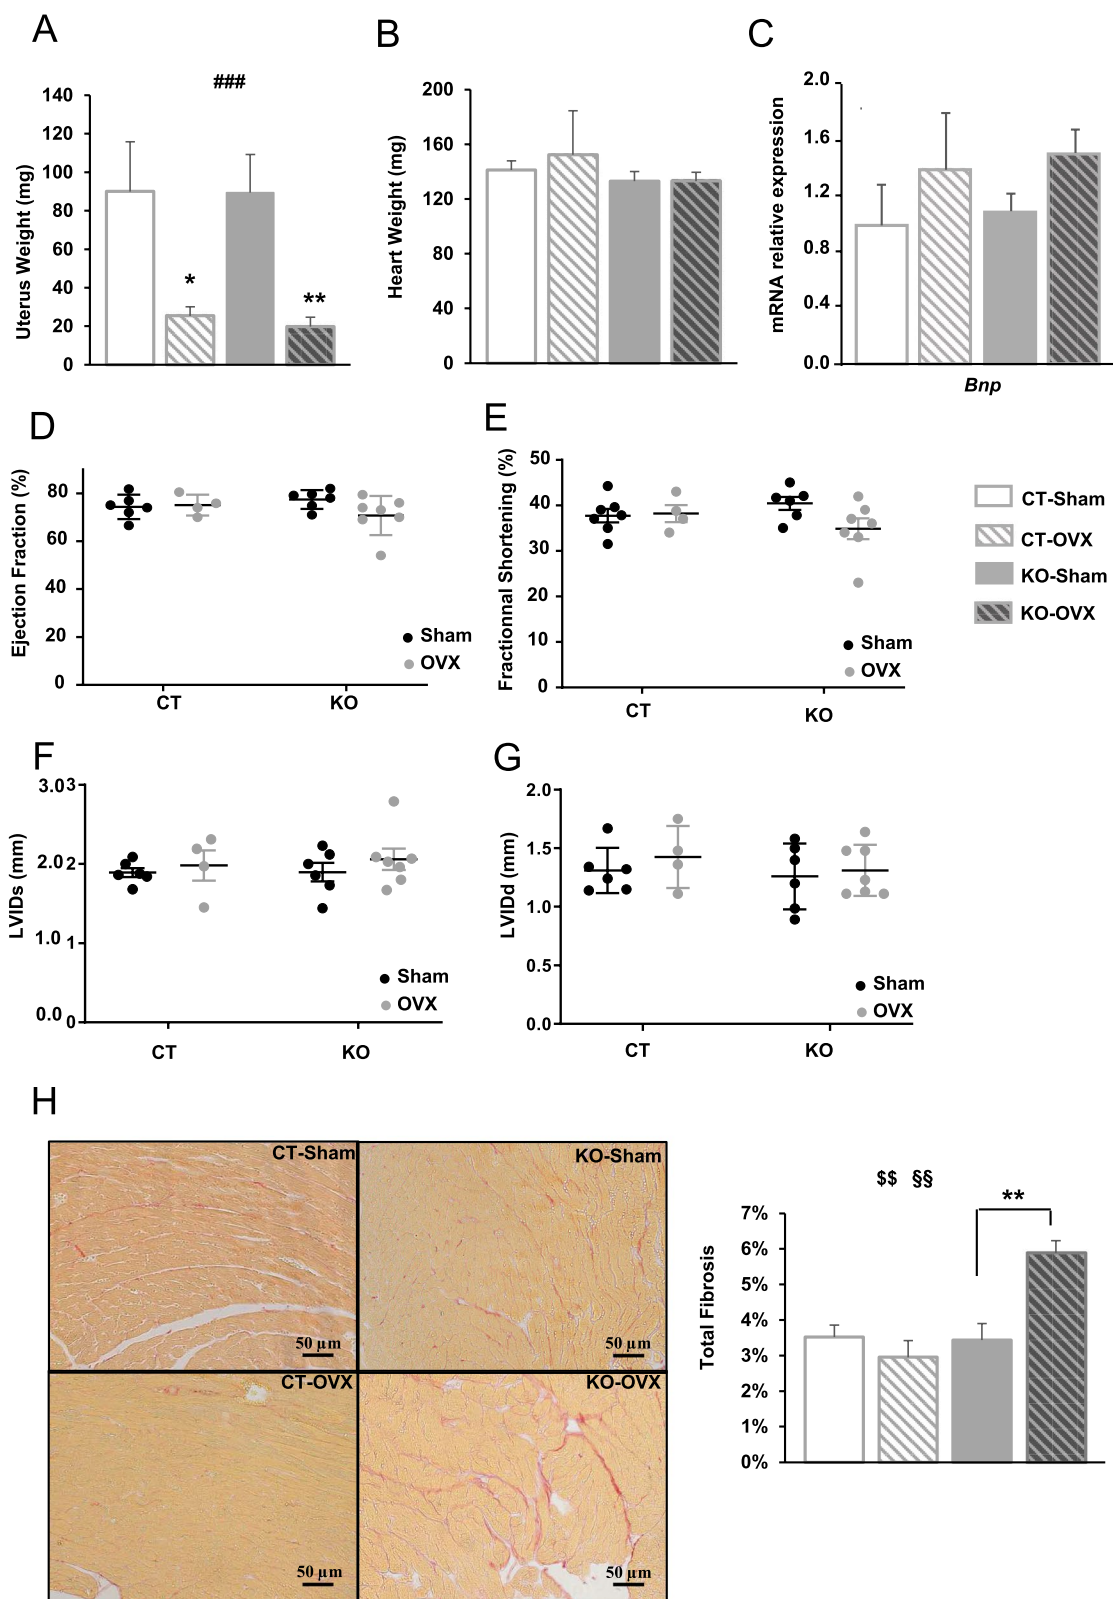 A
###
Uterus Weight (mg)
140
120
100
80
60
40
20
0
*
**
B
Heart Weight (mg)
200
160
120
80
40
0
C
mRNA relative expression
2.0
1.6
1.2
0.8
0.4
0.0
Bnp
D
Ejection Fraction (%)
80
60
40
20
0
Sham
OVX
CT
KO
E
Fractionnal Shortening (%)
50
40
30
20
10
0
Sham
OVX
CT
KO
CT-Sham
CT-OVX
KO-Sham
KO-OVX
F
LVIDs (mm)
3.03
2.02
1.01
0.0
0
Sham
OVX
CT
KO
G
LVIDd (mm)
2.0
1.5
1.0
0.5
0.0
Sham
OVX
CT
KO
H
CT-Sham
50 µm
KO-Sham
50 µm
CT-OVX
50 µm
KO-OVX
50 µm
$$ §§
**
Total Fibrosis
7%
6%
5%
4%
3%
2%
1%
0%